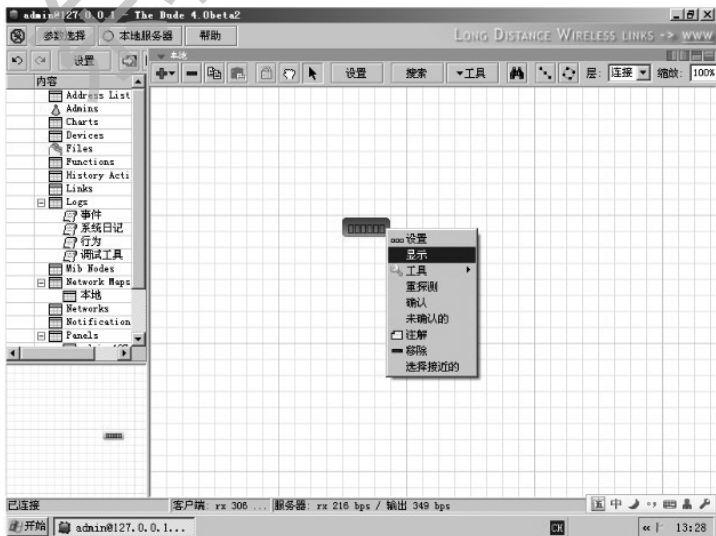 admin@127.0.0.1 - The Dude 4.0beta2
参数选择 本地服务器 帮助 LONG DISTANCE WIRELESS LINKS -> WWW
设置 本地
设置 搜索 工具 层: 连接 缩放: 100%
内容
Address List
Admins
Charts
Devices
Files
Functions
History Acti
Links
Logs
事件
系统日记
行为
调试工具
Mib Nodes
Network Maps
本地
Networks
Notification
Panels
设置
显示
工具
重探测
确认
未确认的
注解
移除
选择接近的
已连接 客户端: rx 306 ... 服务器: rx 216 bps / 输出 349 bps
中
开始 admin@127.0.0.1... CH 13:28